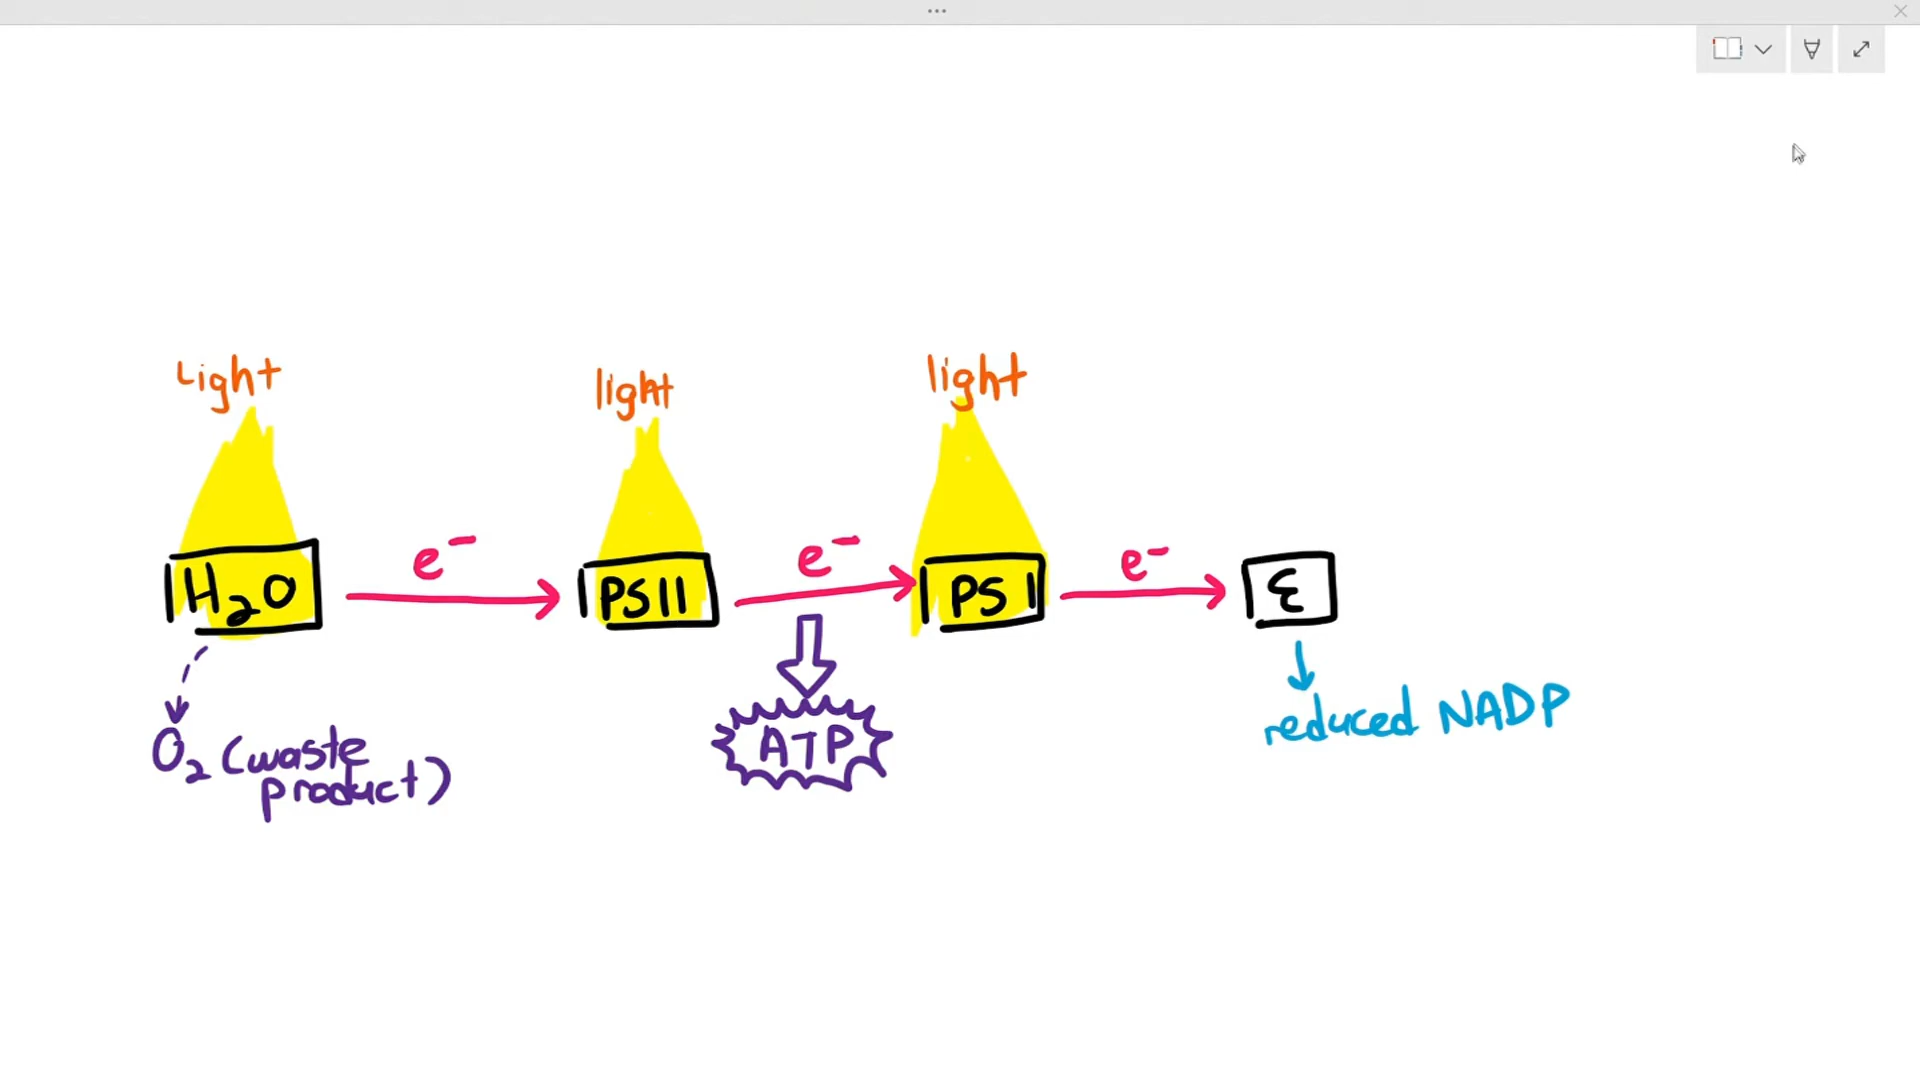 Light
light
light
H₂O
e⁻
PSII
e⁻
PS I
e⁻
ε
O₂ (waste
product)
ATP
reduced NADP